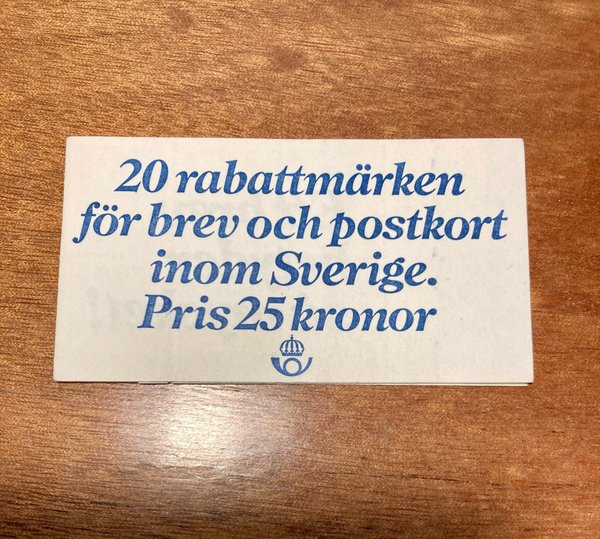 20 rabattmärken
för brev och postkort
inom Sverige.
Pris 25 kronor